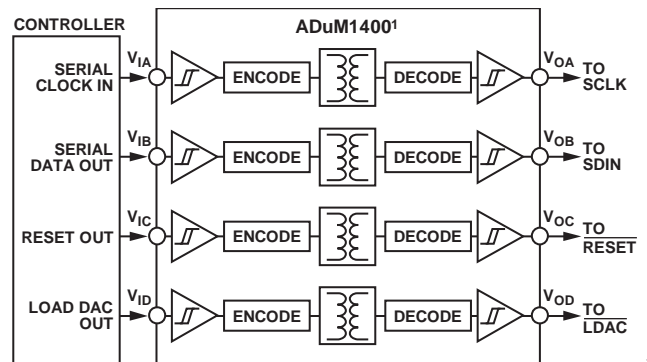 CONTROLLER
ADuM1400¹
SERIAL
CLOCK IN
V_IA
ENCODE
DECODE
V_OA
TO
SCLK
SERIAL
DATA OUT
V_IB
ENCODE
DECODE
V_OB
TO
SDIN
RESET OUT
V_IC
ENCODE
DECODE
V_OC
TO
RESET
LOAD DAC
OUT
V_ID
ENCODE
DECODE
V_OD
TO
LDAC